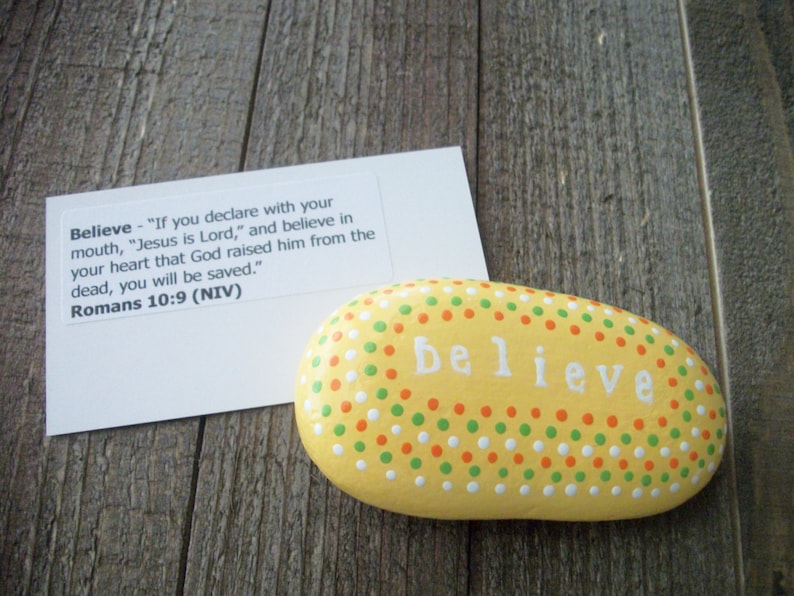 Believe - “If you declare with your
mouth, “Jesus is Lord,” and believe in
your heart that God raised him from the
dead, you will be saved.”
Romans 10:9 (NIV)
believe